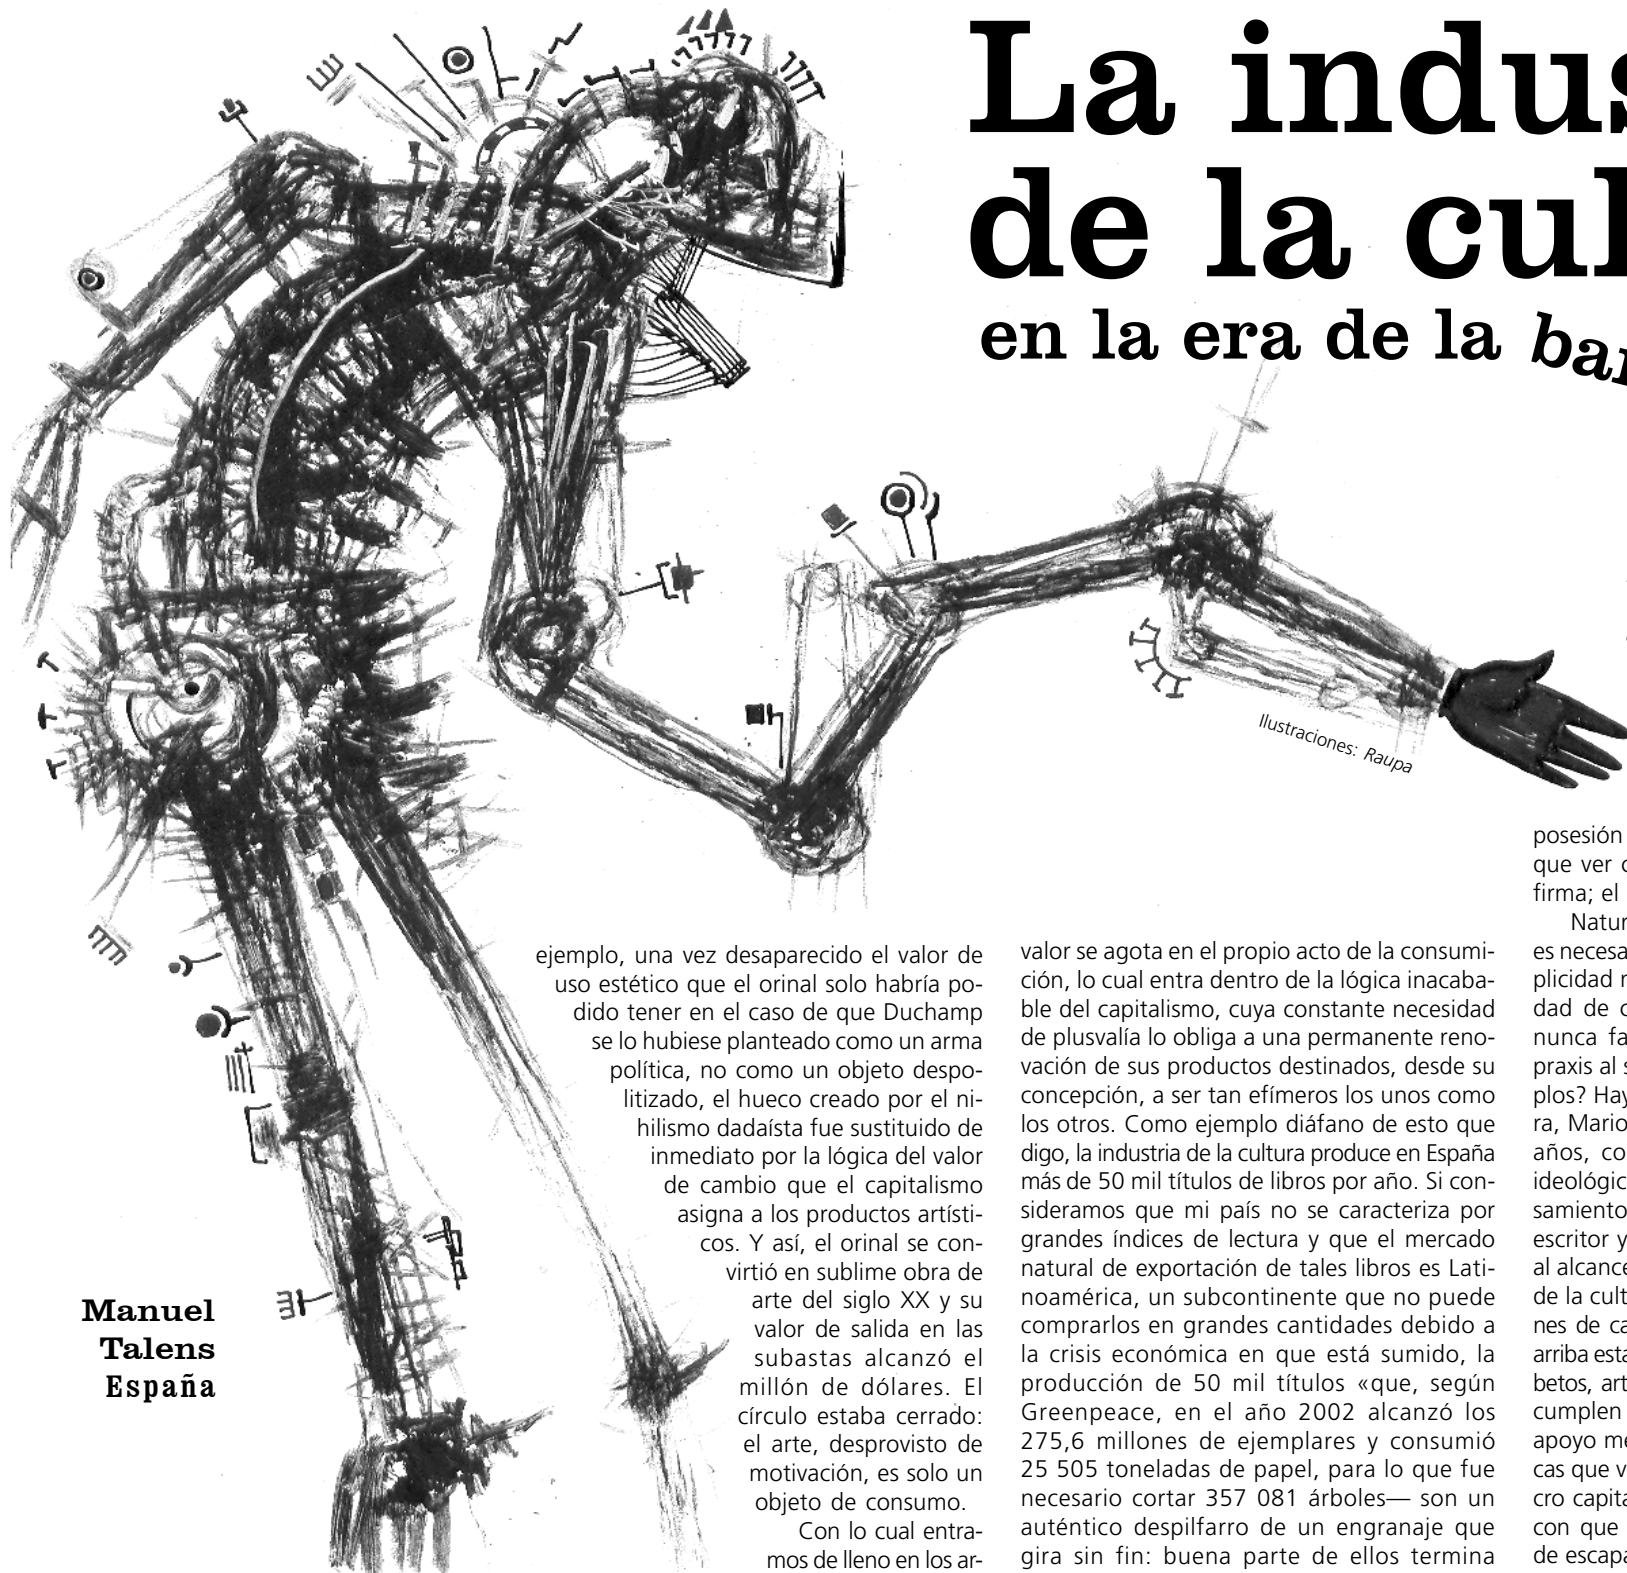 La indus
de la cul
en la era de la bar
Ilustraciones: Raupa
Manuel
Talens
España
ejemplo, una vez desaparecido el valor de
uso estético que el orinal solo habría po-
dido tener en el caso de que Duchamp
se lo hubiese planteado como un arma
política, no como un objeto despo-
litizado, el hueco creado por el ni-
hilismo dadaísta fue sustituido de
inmediato por la lógica del valor
de cambio que el capitalismo
asigna a los productos artísti-
cos. Y así, el orinal se con-
virtió en sublime obra de
arte del siglo XX y su
valor de salida en las
subastas alcanzó el
millón de dólares. El
círculo estaba cerrado:
el arte, desprovisto de
motivación, es solo un
objeto de consumo.
Con lo cual entra-
mos de lleno en los ar-
valor se agota en el propio acto de la consumi-
ción, lo cual entra dentro de la lógica inacaba-
ble del capitalismo, cuya constante necesidad
de plusvalía lo obliga a una permanente reno-
vación de sus productos destinados, desde su
concepción, a ser tan efímeros los unos como
los otros. Como ejemplo diáfano de esto que
digo, la industria de la cultura produce en España
más de 50 mil títulos de libros por año. Si con-
sideramos que mi país no se caracteriza por
grandes índices de lectura y que el mercado
natural de exportación de tales libros es Lati-
noamérica, un subcontinente que no puede
comprarlos en grandes cantidades debido a
la crisis económica en que está sumido, la
producción de 50 mil títulos «que, según
Greenpeace, en el año 2002 alcanzó los
275,6 millones de ejemplares y consumió
25 505 toneladas de papel, para lo que fue
necesario cortar 357 081 árboles— son un
auténtico despilfarro de un engranaje que
gira sin fin: buena parte de ellos termina
posesión
que ver
firma; el
Natur
es necesa
plicidad
dad de c
nunca fa
praxis al s
plos? Hay
ra, Mario
años, co
ideológic
samiento
escritor y
al alcance
de la cult
nes de ca
arriba esta
betos, art
cumplen
apoyo me
cas que v
cro capita
con que
de escapa